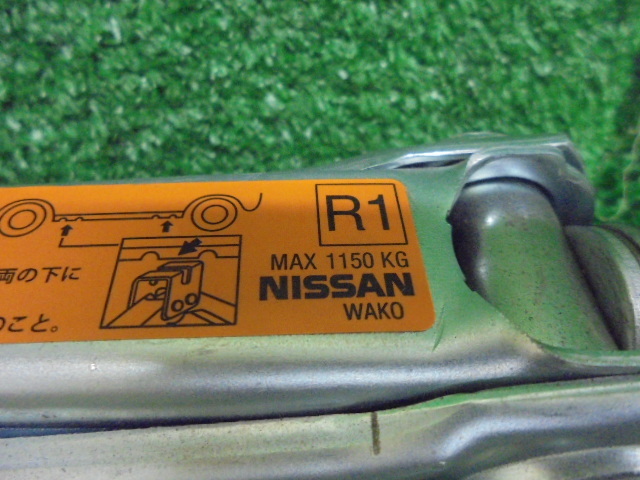 R1
MAX 1150 KG
NISSAN
WAKO
両の下に
のこと。